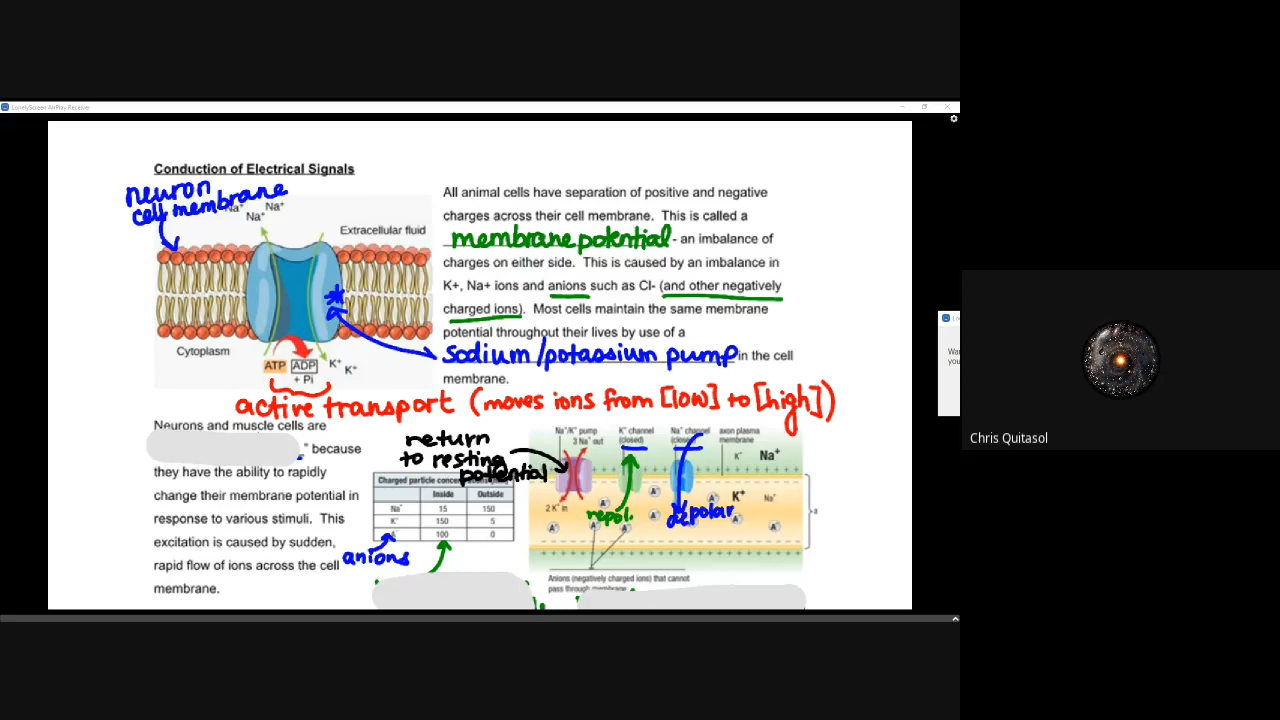 LonelyScreen AirPlay Receiver
Conduction of Electrical Signals
neuron
cell membrane
Na⁺
Na⁺
Na⁺
Extracellular fluid
Cytoplasm
ATP
ADP
+ Pi
K⁺
K⁺
All animal cells have separation of positive and negative
charges across their cell membrane. This is called a
membrane potential - an imbalance of
charges on either side. This is caused by an imbalance in
K+, Na+ ions and anions such as Cl- (and other negatively
charged ions). Most cells maintain the same membrane
potential throughout their lives by use of a
sodium/potassium pump in the cell
membrane.
active transport (moves ions from [low] to [high])
Neurons and muscle cells are
" because
they have the ability to rapidly
change their membrane potential in
response to various stimuli. This
excitation is caused by sudden,
rapid flow of ions across the cell
membrane.
return
to resting
potential
Charged particle
Inside Outside
Na⁺ 15 150
K⁺ 150 5
100 0
anions
Na⁺/K⁺ pump
3 Na⁺ out
K⁺ channel
(closed)
Na⁺ channel
axon plasma
membrane
K⁺ Na⁺
2 K⁺ in
repol.
depolar
K⁺ Na⁺
A⁻
A⁻
A⁻
A⁻
A⁻
A⁻
A⁻
A⁻
A⁻
Anions (negatively charged ions) that cannot
pass through membrane
Chris Quitasol